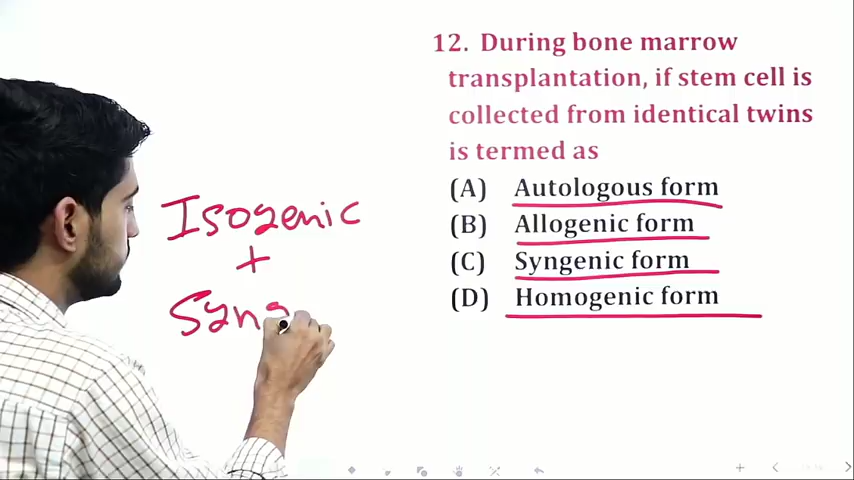 12. During bone marrow
transplantation, if stem cell is
collected from identical twins
is termed as
(A) Autologous form
(B) Allogenic form
(C) Syngenic form
(D) Homogenic form
Isogenic
+
Syng